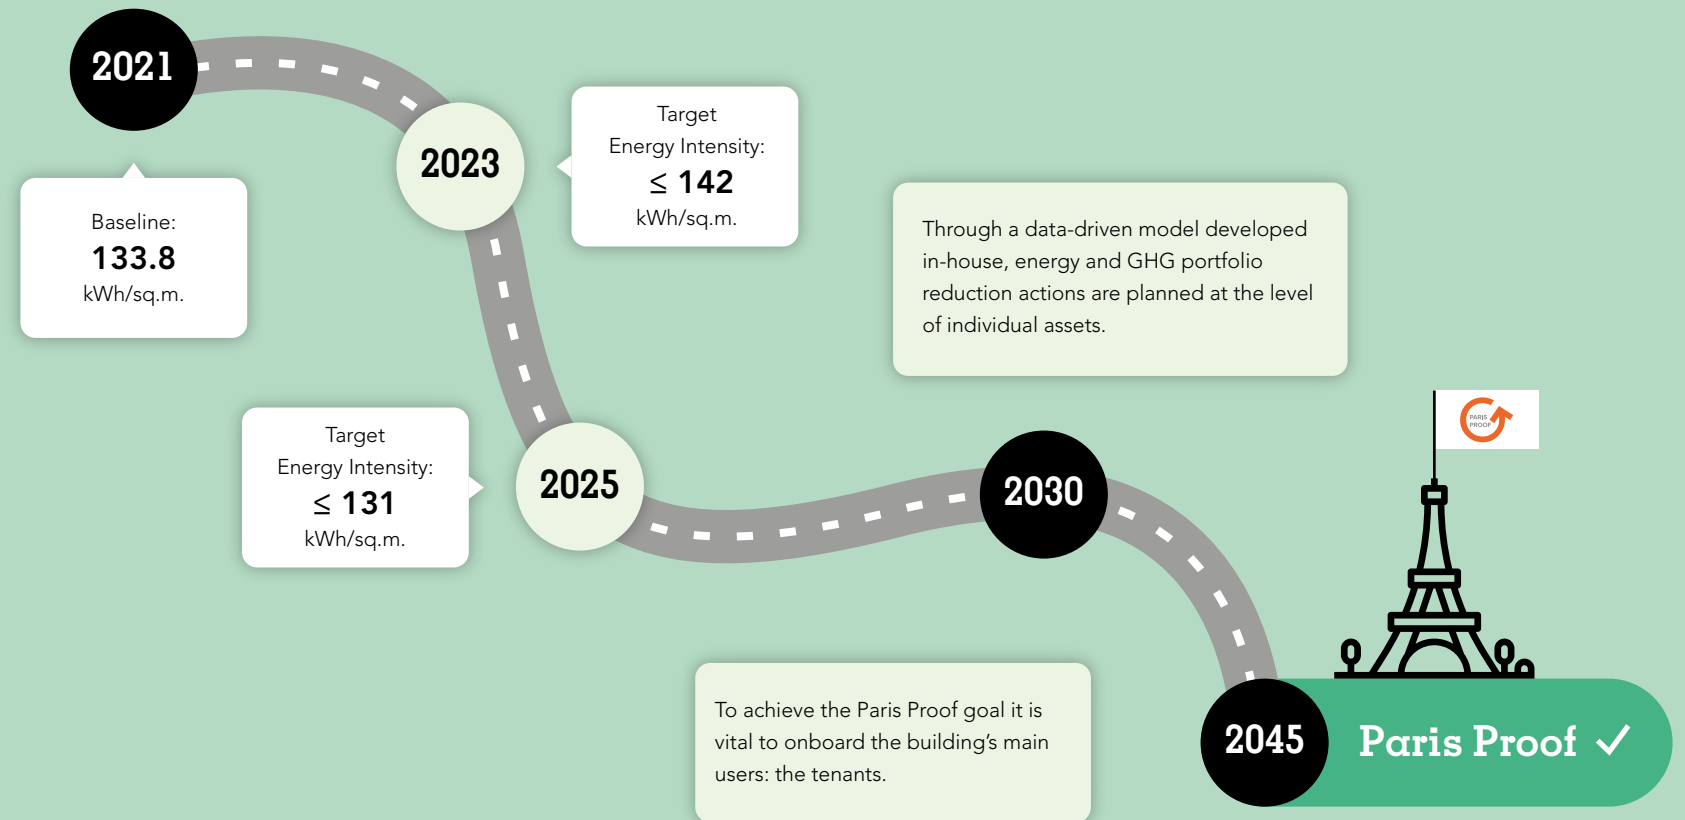 2021
Baseline:
133.8
kWh/sq.m.
2023
Target
Energy Intensity:
≤ 142
kWh/sq.m.
Through a data-driven model developed
in-house, energy and GHG portfolio
reduction actions are planned at the level
of individual assets.
Target
Energy Intensity:
≤ 131
kWh/sq.m.
2025
2030
PARIS
PROOF
To achieve the Paris Proof goal it is
vital to onboard the building’s main
users: the tenants.
2045
Paris Proof ✓